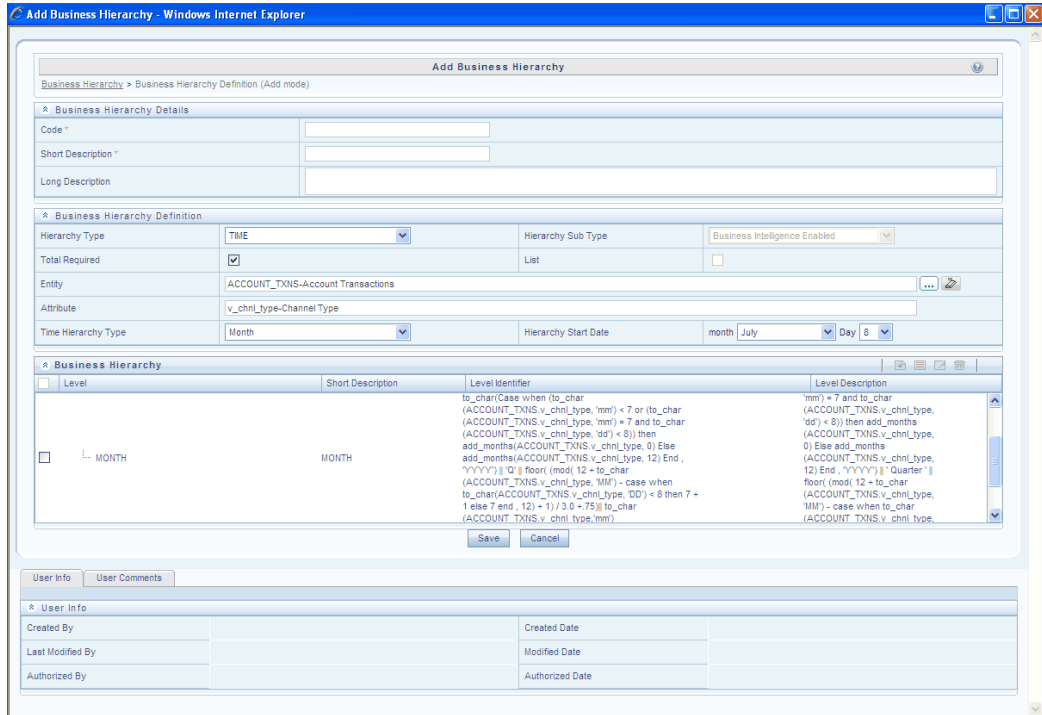 Add Business Hierarchy - Windows Internet Explorer
Add Business Hierarchy
Business Hierarchy > Business Hierarchy Definition (Add mode)
Business Hierarchy Details
Code *
Short Description *
Long Description
Business Hierarchy Definition
Hierarchy Type TIME Hierarchy Sub Type Business Intelligence Enabled
Total Required List
Entity ACCOUNT_TXNS-Account Transactions ...
Attribute v_chnl_type-Channel Type
Time Hierarchy Type Month Hierarchy Start Date month July Day 8
Business Hierarchy
Level Short Description Level Identifier Level Description
MONTH MONTH
to_char(Case when (to_char
(ACCOUNT_TXNS.v_chnl_type, 'mm') < 7 or (to_char
(ACCOUNT_TXNS.v_chnl_type, 'mm') = 7 and to_char
(ACCOUNT_TXNS.v_chnl_type, 'dd') < 8)) then
add_months(ACCOUNT_TXNS.v_chnl_type, 0) Else
add_months(ACCOUNT_TXNS.v_chnl_type, 12) End ,
'YYYY') || 'Q' || floor( (mod( 12 + to_char
(ACCOUNT_TXNS.v_chnl_type, 'MM') - case when
to_char(ACCOUNT_TXNS.v_chnl_type, 'DD') < 8 then 7 +
1 else 7 end , 12) + 1) / 3.0 +.75)|| to_char
(ACCOUNT_TXNS.v_chnl_type,'mm')
'mm') = 7 and to_char
(ACCOUNT_TXNS.v_chnl_type,
'dd') < 8)) then add_months
(ACCOUNT_TXNS.v_chnl_type,
0) Else add_months
(ACCOUNT_TXNS.v_chnl_type,
12) End , 'YYYY') || ' Quarter ' ||
floor( (mod( 12 + to_char
(ACCOUNT_TXNS.v_chnl_type,
'MM') - case when to_char
(ACCOUNT_TXNS.v_chnl_type,
Save Cancel
User Info User Comments
User Info
Created By Created Date
Last Modified By Modified Date
Authorized By Authorized Date